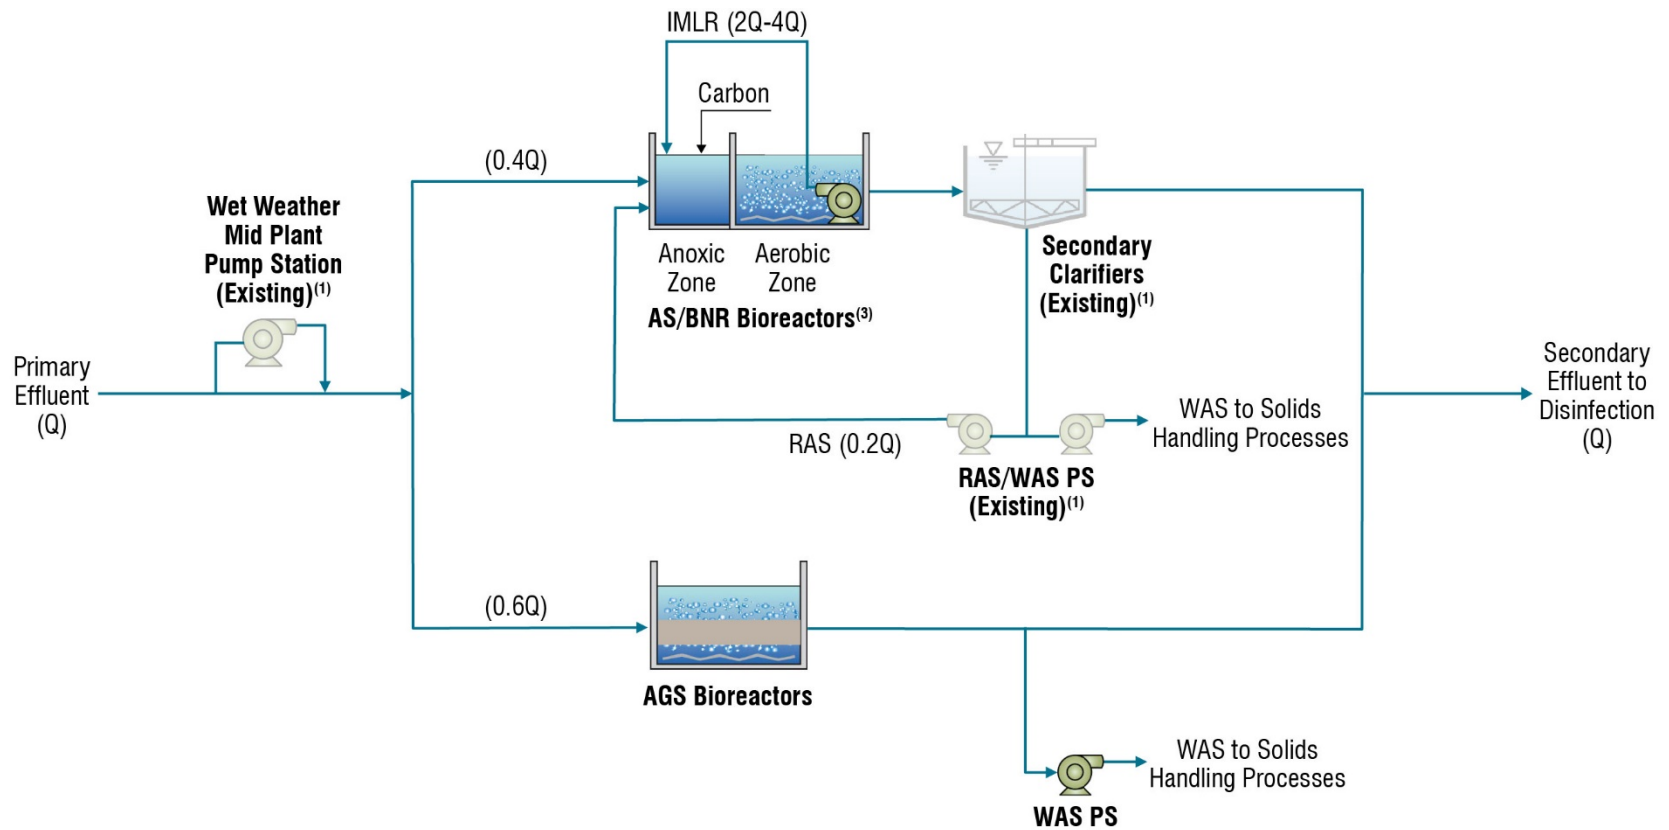 IMLR (2Q-4Q)
Carbon
(0.4Q)
Wet Weather
Mid Plant
Pump Station
(Existing)(1)
Anoxic
Zone
Aerobic
Zone
AS/BNR Bioreactors(3)
Secondary
Clarifiers
(Existing)(1)
Primary
Effluent
(Q)
Secondary
Effluent to
Disinfection
(Q)
RAS (0.2Q)
WAS to Solids
Handling Processes
RAS/WAS PS
(Existing)(1)
(0.6Q)
AGS Bioreactors
WAS to Solids
Handling Processes
WAS PS